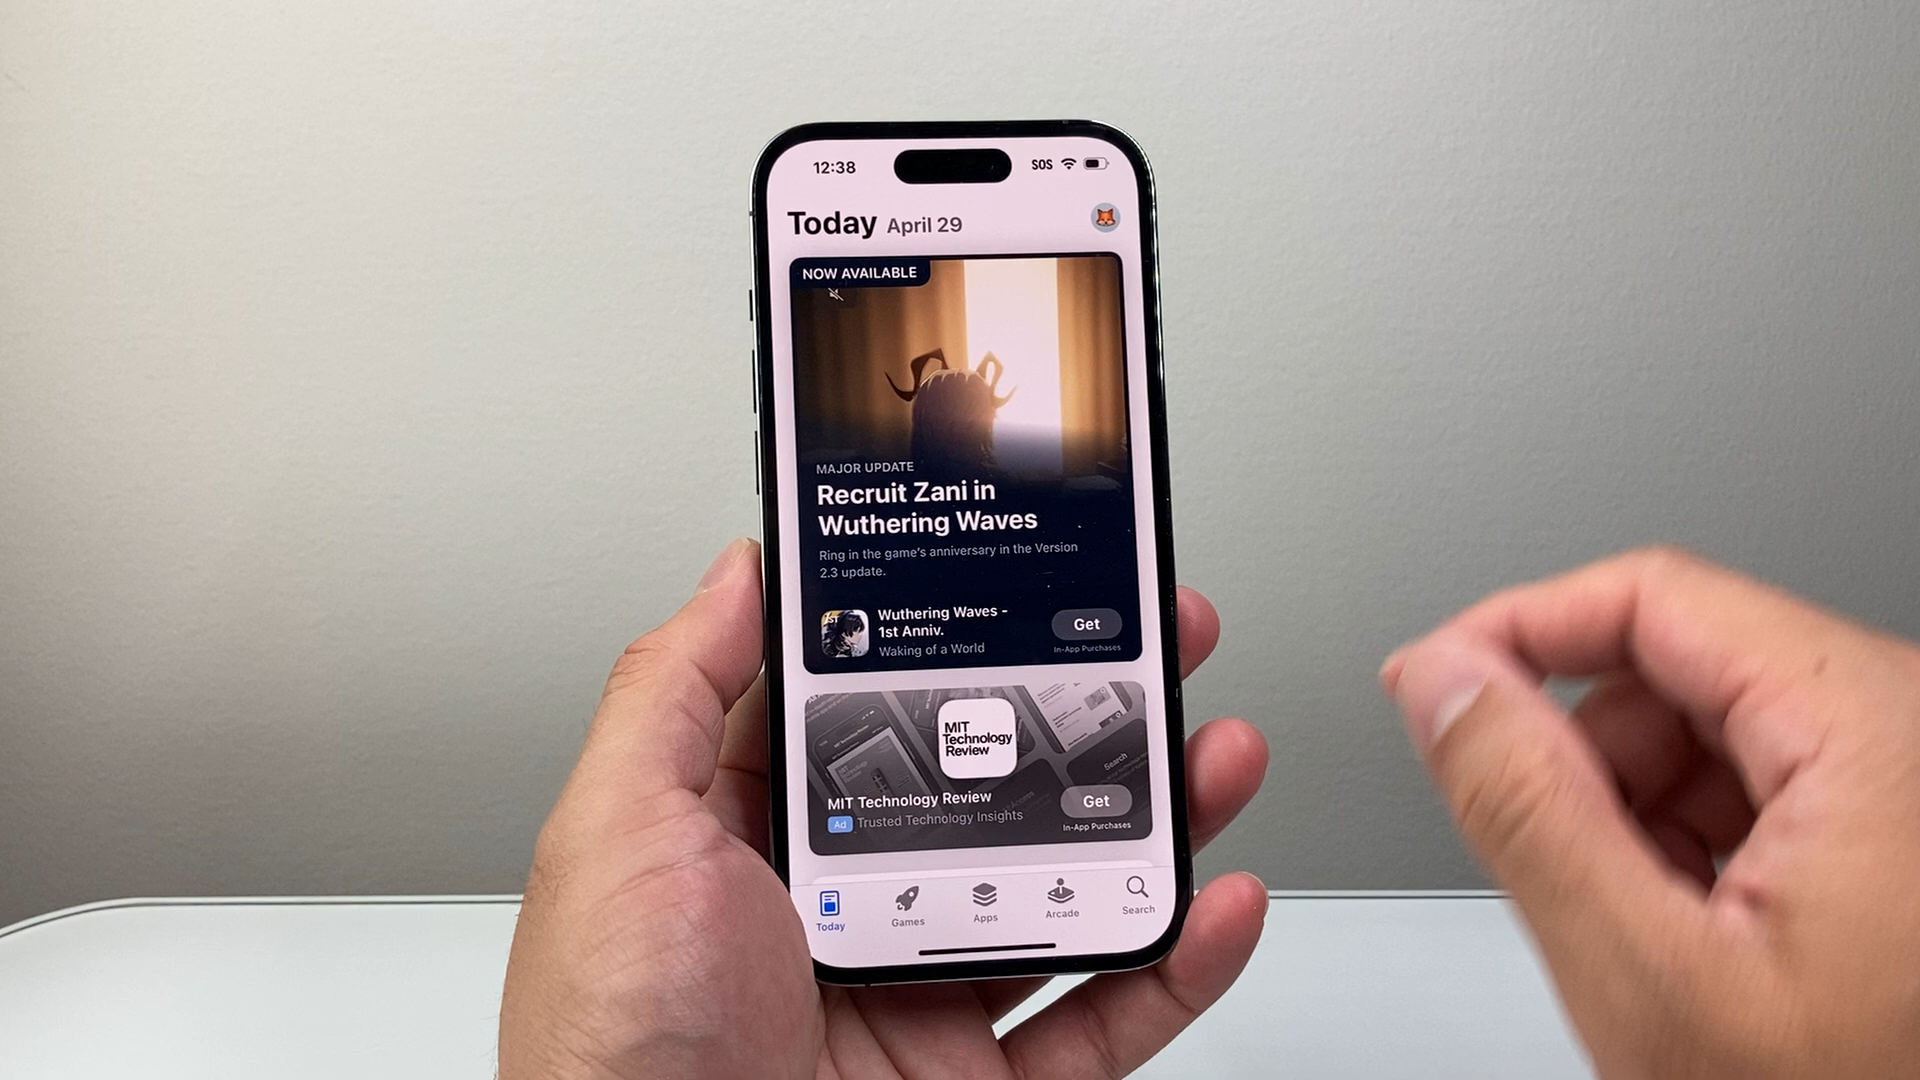 12:38
SOS
Today April 29
NOW AVAILABLE
MAJOR UPDATE
Recruit Zani in
Wuthering Waves
Ring in the game's anniversary in the Version
2.3 update.
Wuthering Waves -
1st Anniv.
Waking of a World
Get
In-App Purchases
MIT
Technology
Review
Search
MIT Technology Review
Ad Trusted Technology Insights
Get
In-App Purchases
Today
Games
Apps
Arcade
Search